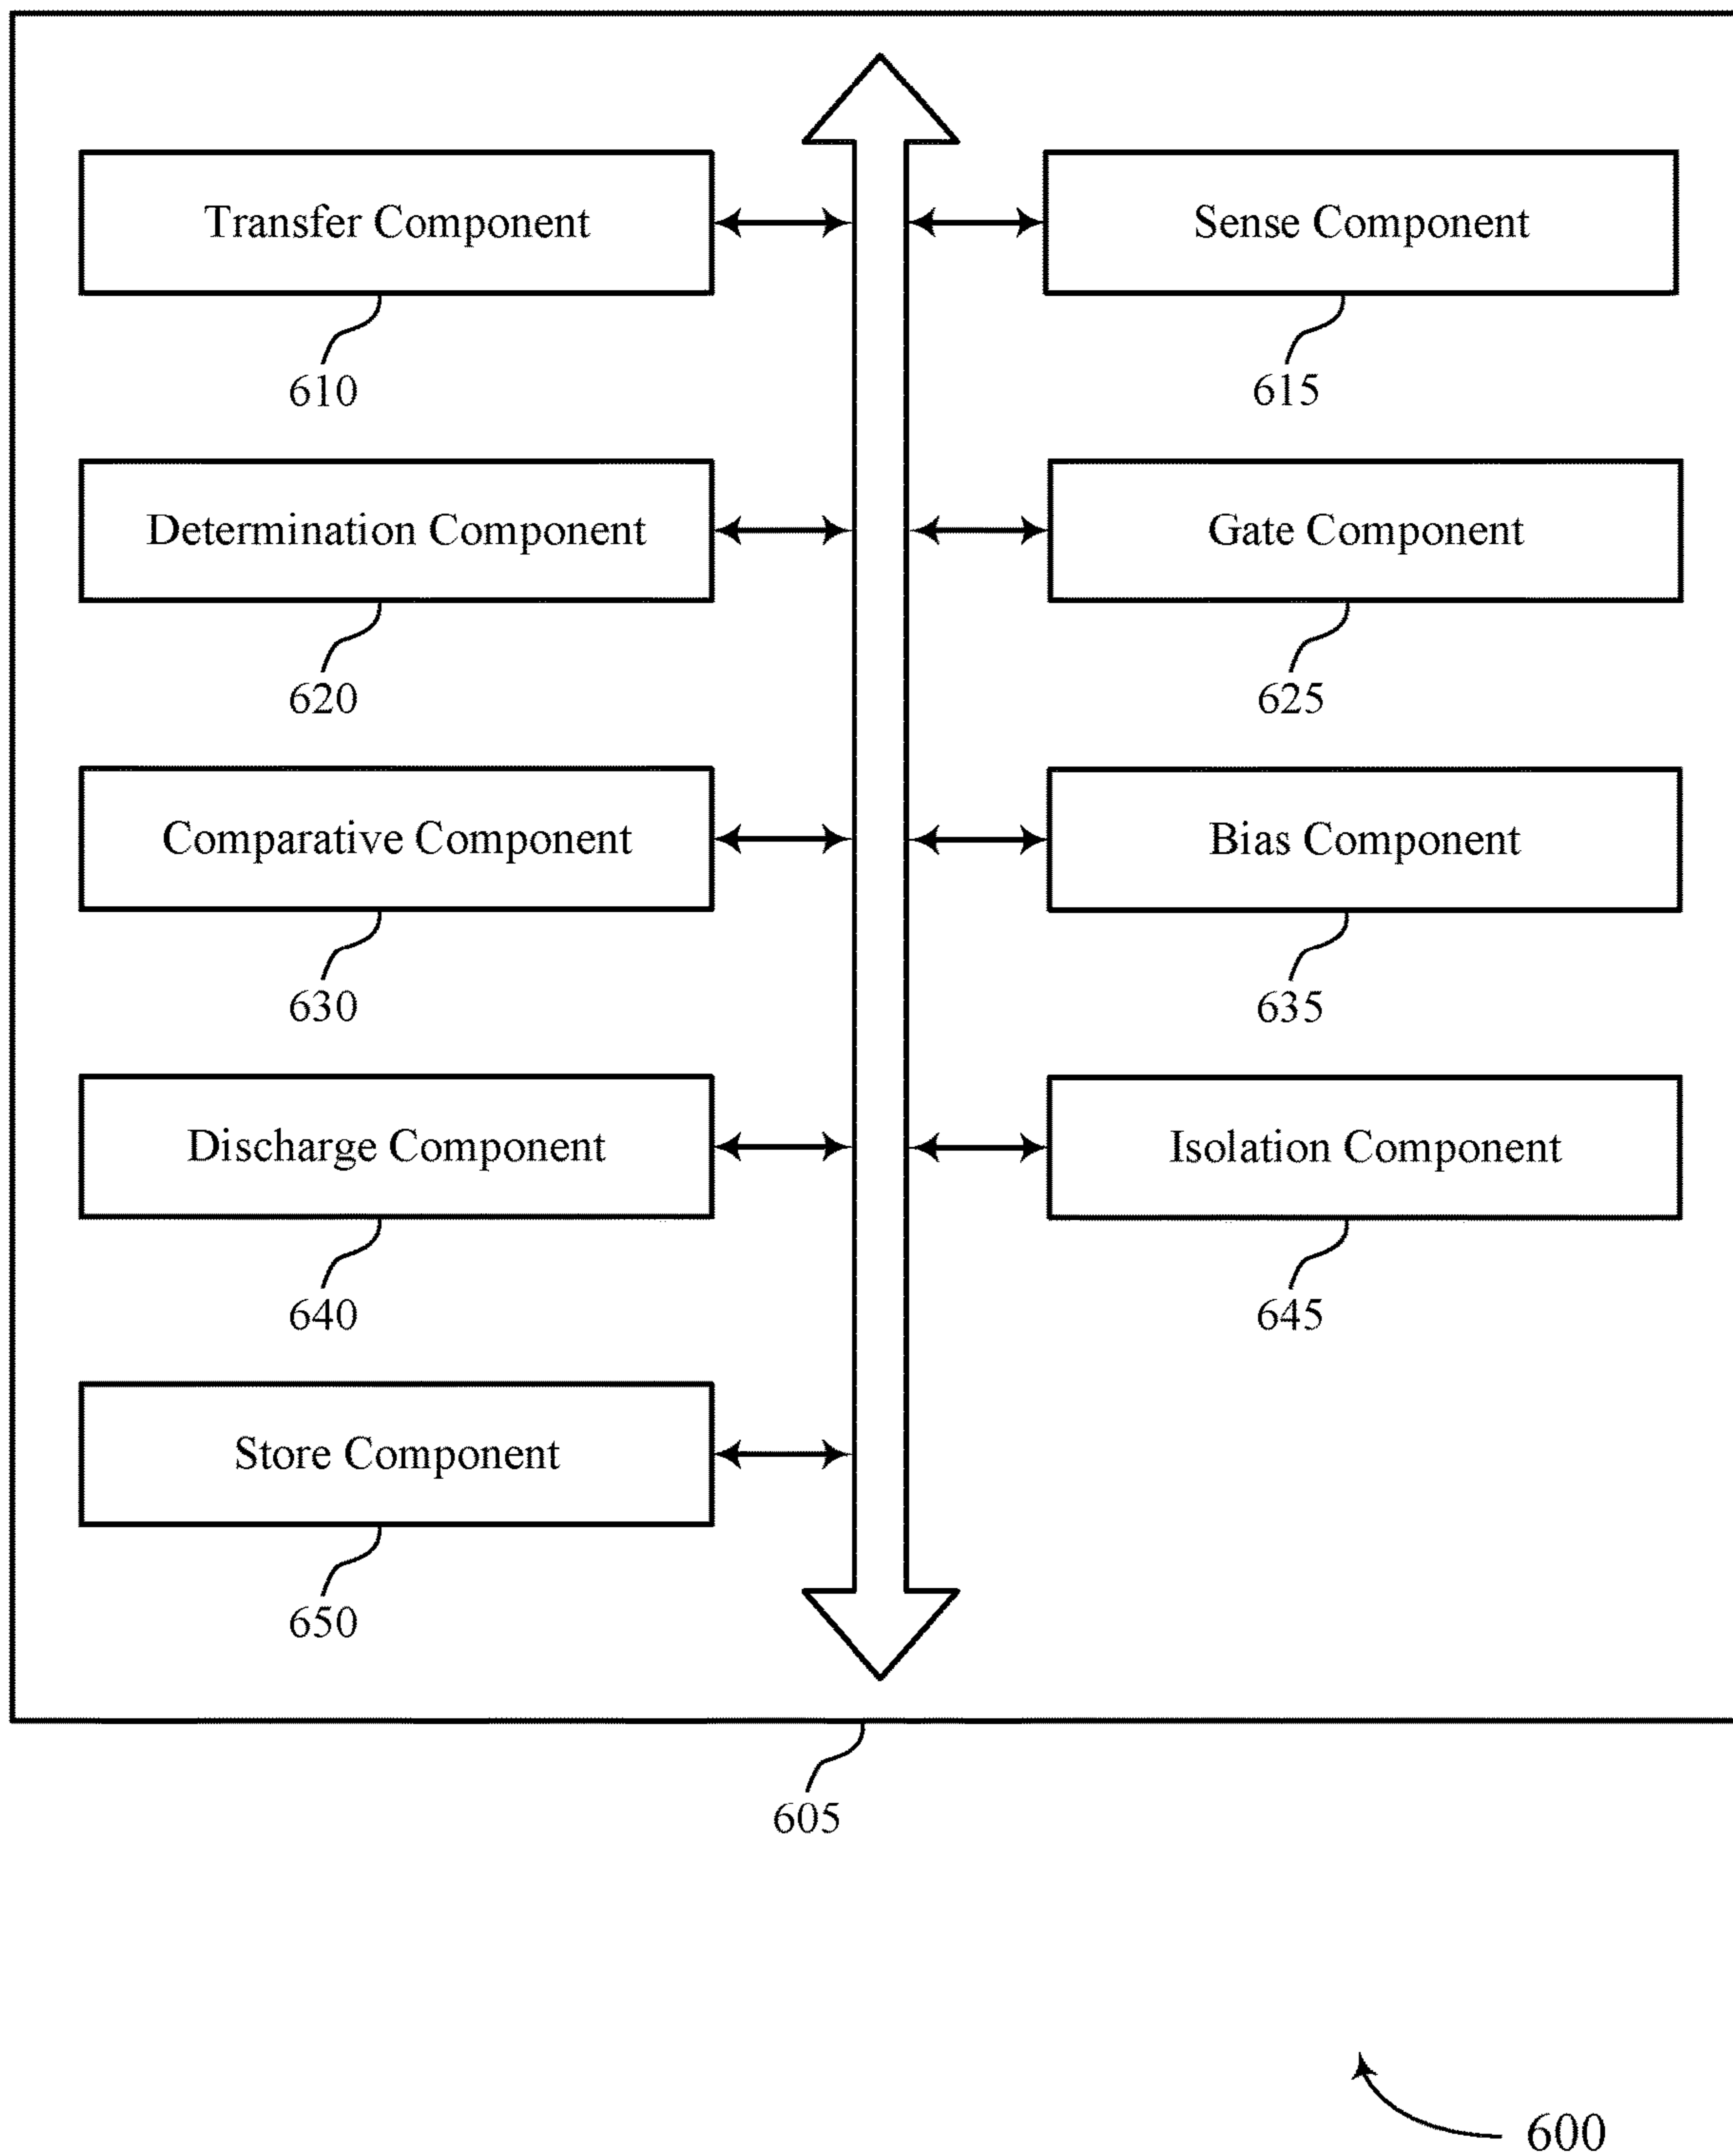 Transfer Component
Sense Component
610
615
Determination Component
Gate Component
620
625
Comparative Component
Bias Component
630
635
Discharge Component
Isolation Component
640
645
Store Component
650
605
600